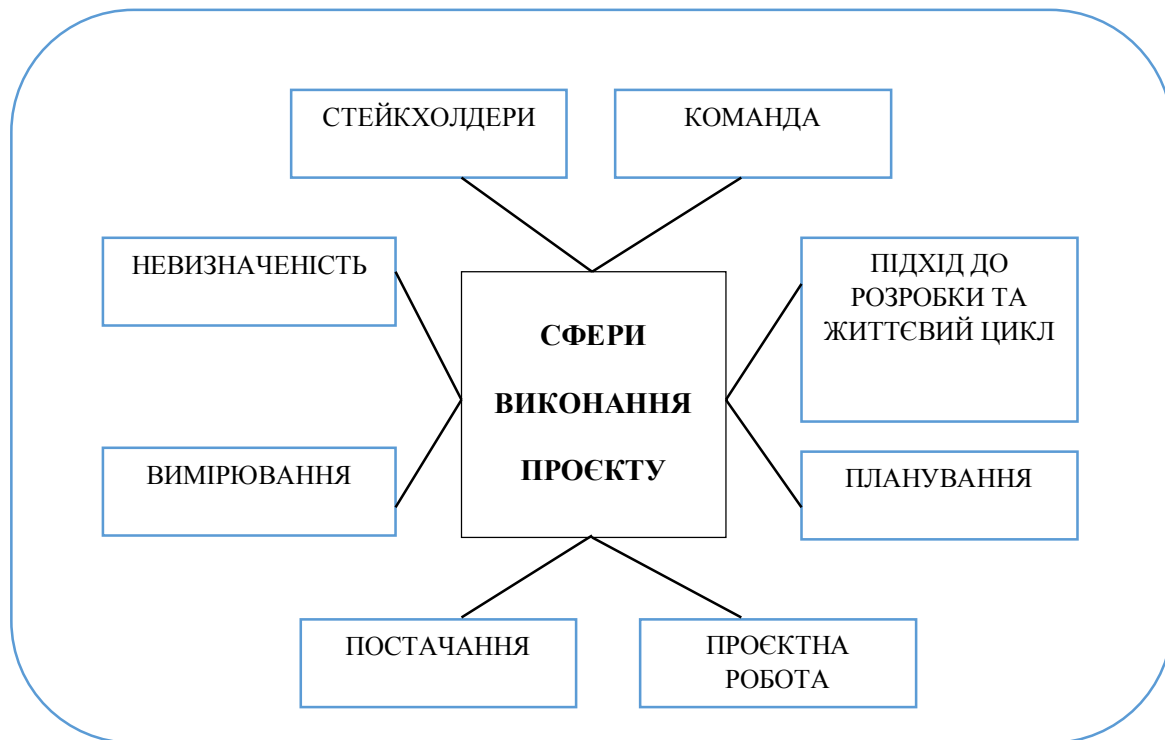 СТЕЙКХОЛДЕРИ
КОМАНДА
НЕВИЗНАЧЕНІСТЬ
ПІДХІД ДО
РОЗРОБКИ ТА
ЖИТТЄВИЙ ЦИКЛ
СФЕРИ
ВИКОНАННЯ
ПРОЄКТУ
ВИМІРЮВАННЯ
ПЛАНУВАННЯ
ПОСТАЧАННЯ
ПРОЄКТНА
РОБОТА